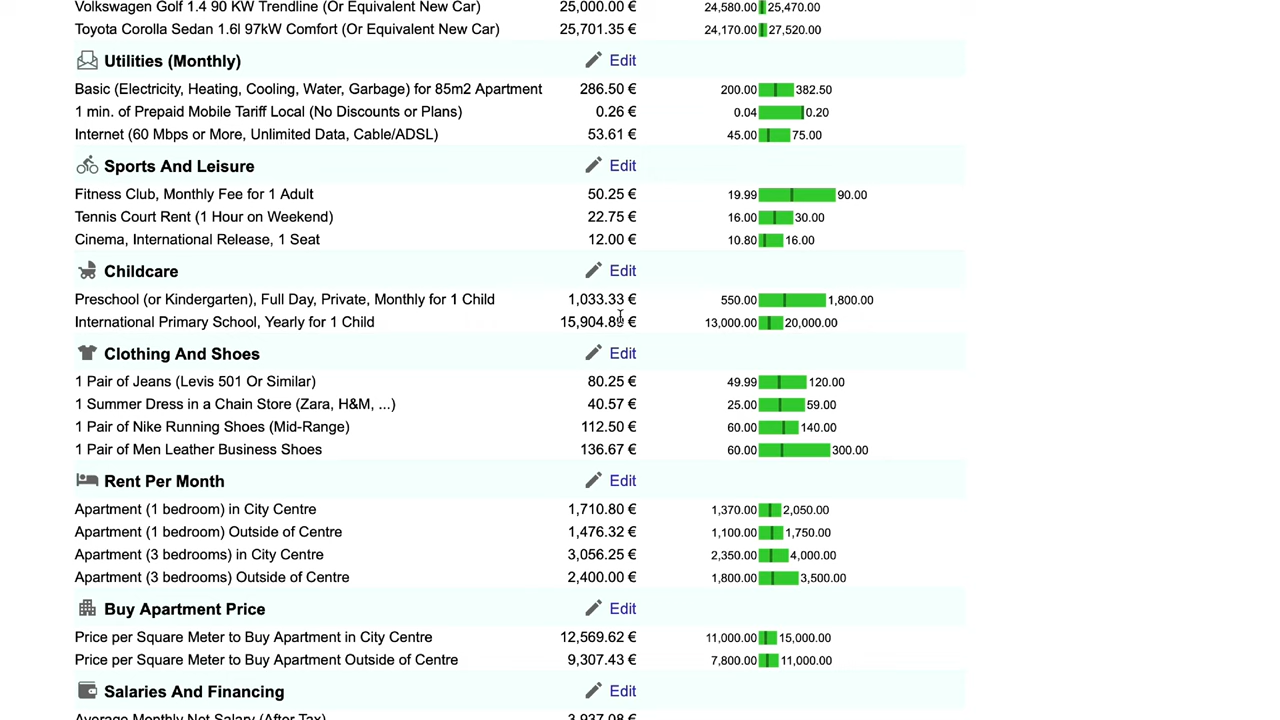 Volkswagen Golf 1.4 90 KW Trendline (Or Equivalent New Car) 25,000.00 € 24,580.00 25,470.00
Toyota Corolla Sedan 1.6l 97kW Comfort (Or Equivalent New Car) 25,701.35 € 24,170.00 27,520.00
Utilities (Monthly) Edit
Basic (Electricity, Heating, Cooling, Water, Garbage) for 85m2 Apartment 286.50 € 200.00 382.50
1 min. of Prepaid Mobile Tariff Local (No Discounts or Plans) 0.26 € 0.04 0.20
Internet (60 Mbps or More, Unlimited Data, Cable/ADSL) 53.61 € 45.00 75.00
Sports And Leisure Edit
Fitness Club, Monthly Fee for 1 Adult 50.25 € 19.99 90.00
Tennis Court Rent (1 Hour on Weekend) 22.75 € 16.00 30.00
Cinema, International Release, 1 Seat 12.00 € 10.80 16.00
Childcare Edit
Preschool (or Kindergarten), Full Day, Private, Monthly for 1 Child 1,033.33 € 550.00 1,800.00
International Primary School, Yearly for 1 Child 15,904.89 € 13,000.00 20,000.00
Clothing And Shoes Edit
1 Pair of Jeans (Levis 501 Or Similar) 80.25 € 49.99 120.00
1 Summer Dress in a Chain Store (Zara, H&M, ...) 40.57 € 25.00 59.00
1 Pair of Nike Running Shoes (Mid-Range) 112.50 € 60.00 140.00
1 Pair of Men Leather Business Shoes 136.67 € 60.00 300.00
Rent Per Month Edit
Apartment (1 bedroom) in City Centre 1,710.80 € 1,370.00 2,050.00
Apartment (1 bedroom) Outside of Centre 1,476.32 € 1,100.00 1,750.00
Apartment (3 bedrooms) in City Centre 3,056.25 € 2,350.00 4,000.00
Apartment (3 bedrooms) Outside of Centre 2,400.00 € 1,800.00 3,500.00
Buy Apartment Price Edit
Price per Square Meter to Buy Apartment in City Centre 12,569.62 € 11,000.00 15,000.00
Price per Square Meter to Buy Apartment Outside of Centre 9,307.43 € 7,800.00 11,000.00
Salaries And Financing Edit
Average Monthly Net Salary (After Tax) 3,937.08 €